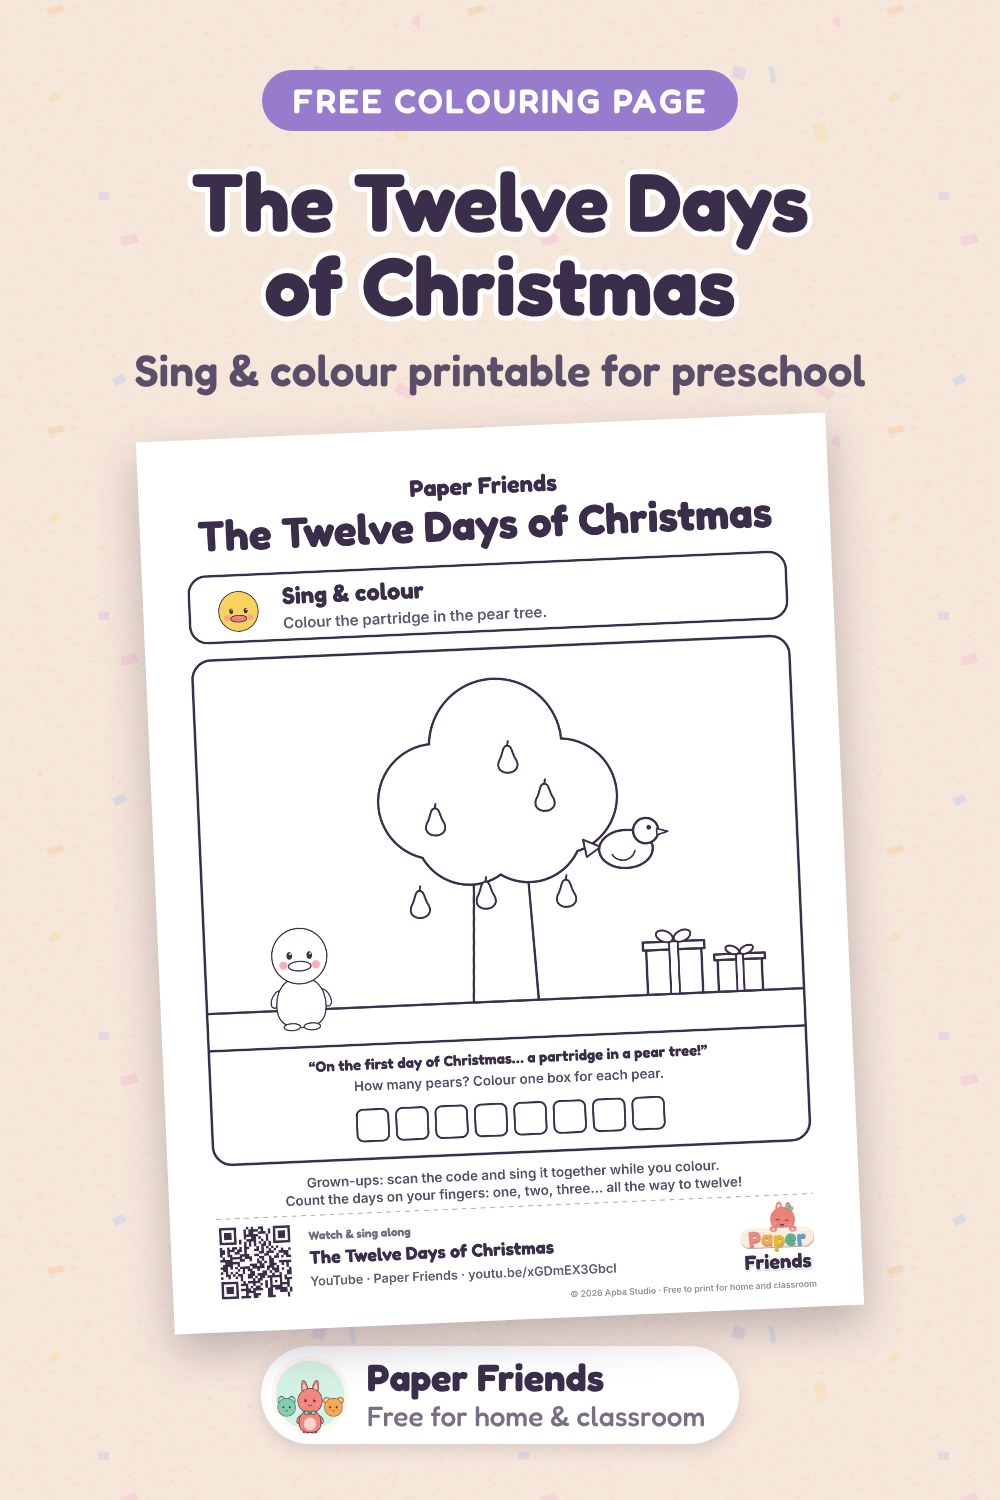 FREE COLOURING PAGE
The Twelve Days
of Christmas
Sing & colour printable for preschool
Paper Friends
The Twelve Days of Christmas
Sing & colour
Colour the partridge in the pear tree.
“On the first day of Christmas... a partridge in a pear tree!”
How many pears? Colour one box for each pear.
Grown-ups: scan the code and sing it together while you colour.
Count the days on your fingers: one, two, three... all the way to twelve!
Watch & sing along
The Twelve Days of Christmas
YouTube · Paper Friends · youtu.be/xGDmEX3GbcI
Paper
Friends
© 2026 Apba Studio · Free to print for home and classroom
Paper Friends
Free for home & classroom